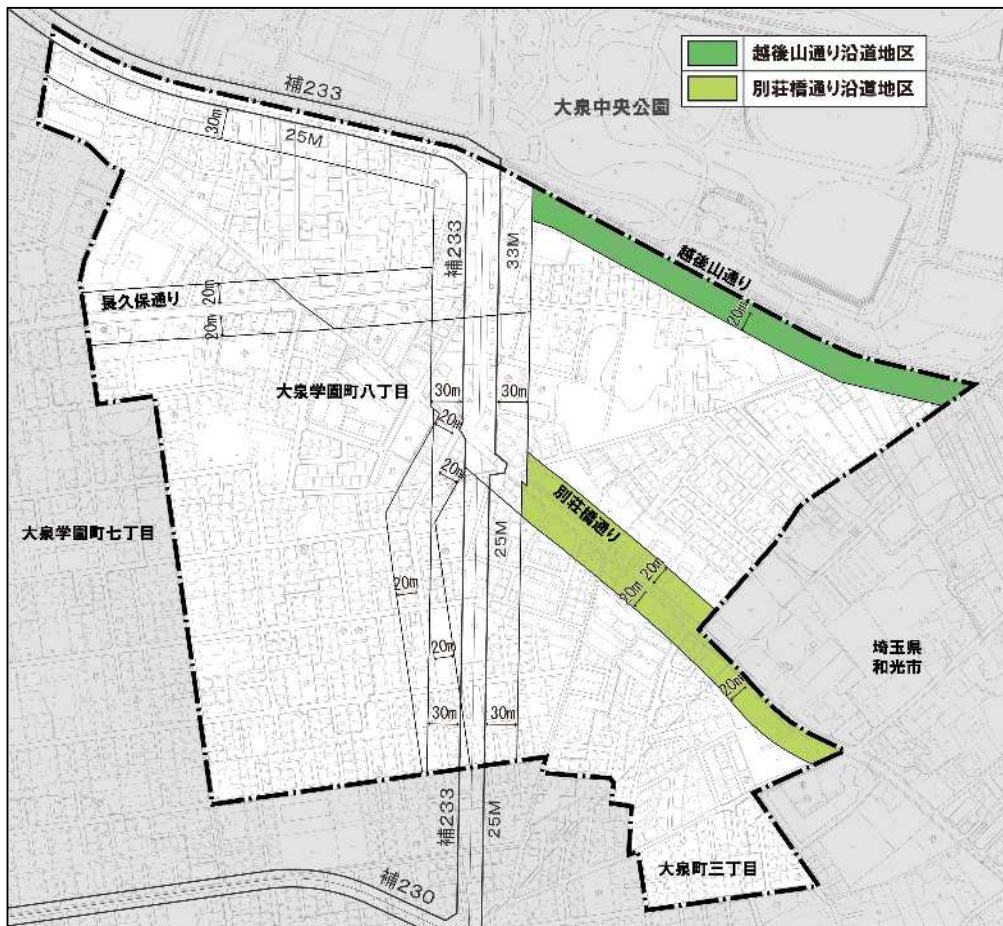 越後山通り沿道地区
別荘橋通り沿道地区
補233
大泉中央公園
30m
25M
補233
33M
越後山通り
20m
長久保通り
20m
20m
大泉学園町八丁目
30m
30m
20m
20m
別荘橋通り
大泉学園町七丁目
25M
20m
20m
20m
埼玉県
和光市
20m
20m
30m
30m
補233
25M
大泉町三丁目
補230